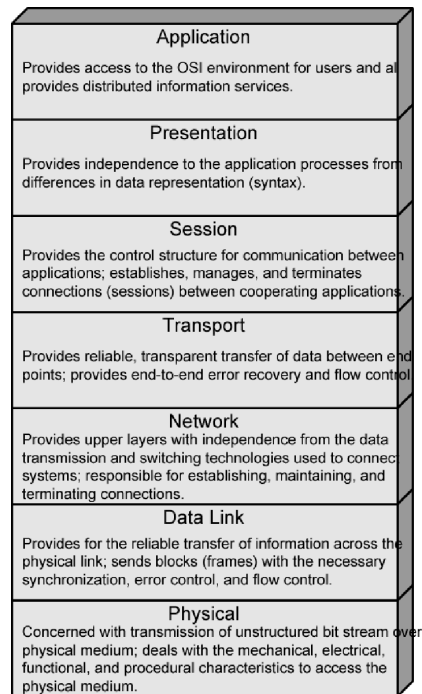 Application
Provides access to the OSI environment for users and al
provides distributed information services.
Presentation
Provides independence to the application processes from
differences in data representation (syntax).
Session
Provides the control structure for communication between
applications; establishes, manages, and terminates
connections (sessions) between cooperating applications.
Transport
Provides reliable, transparent transfer of data between end
points; provides end-to-end error recovery and flow control
Network
Provides upper layers with independence from the data
transmission and switching technologies used to connect
systems; responsible for establishing, maintaining, and
terminating connections.
Data Link
Provides for the reliable transfer of information across the
physical link; sends blocks (frames) with the necessary
synchronization, error control, and flow control.
Physical
Concerned with transmission of unstructured bit stream over
physical medium; deals with the mechanical, electrical,
functional, and procedural characteristics to access the
physical medium.